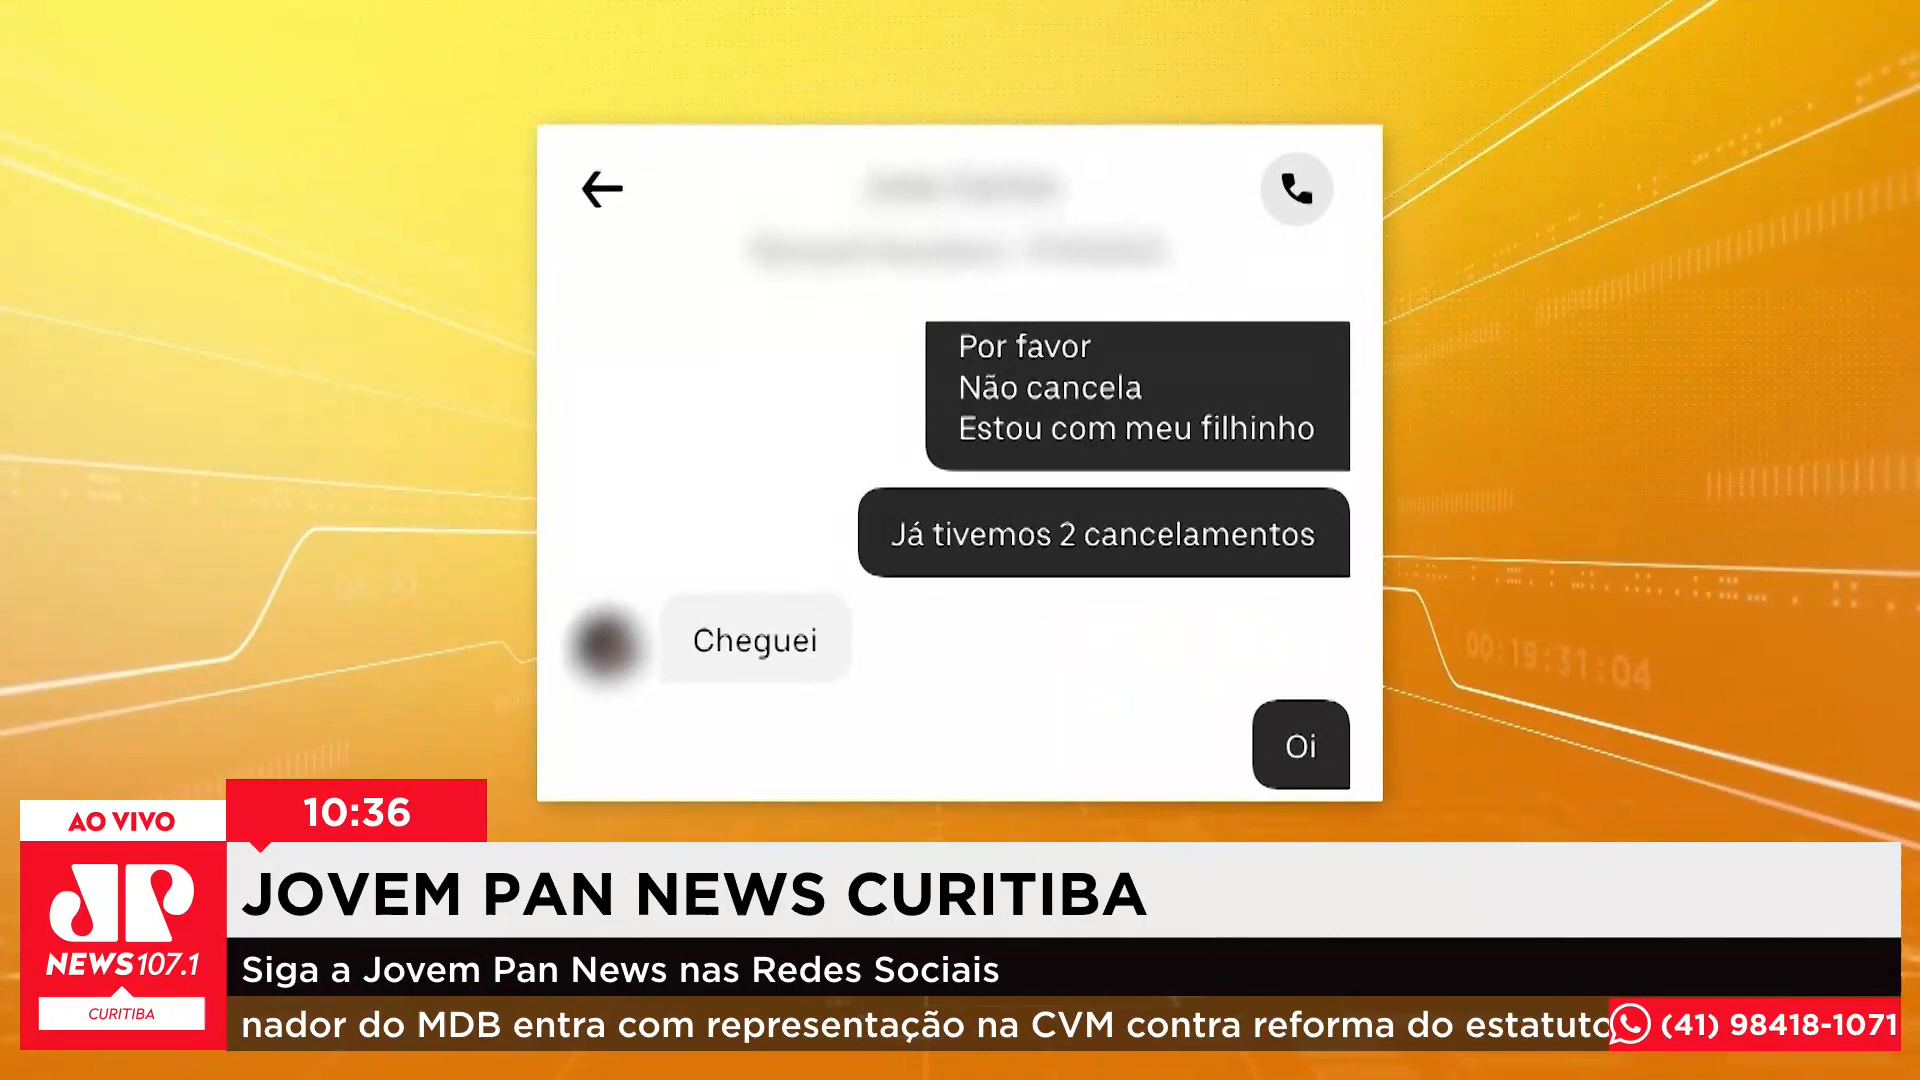 Por favor
Não cancela
Estou com meu filhinho
Já tivemos 2 cancelamentos
Cheguei
Oi
00:19:31:04
10:36
AO VIVO
JP
NEWS 107.1
CURITIBA
JOVEM PAN NEWS CURITIBA
Siga a Jovem Pan News nas Redes Sociais
nador do MDB entra com representação na CVM contra reforma do estatuto
(41) 98418-1071